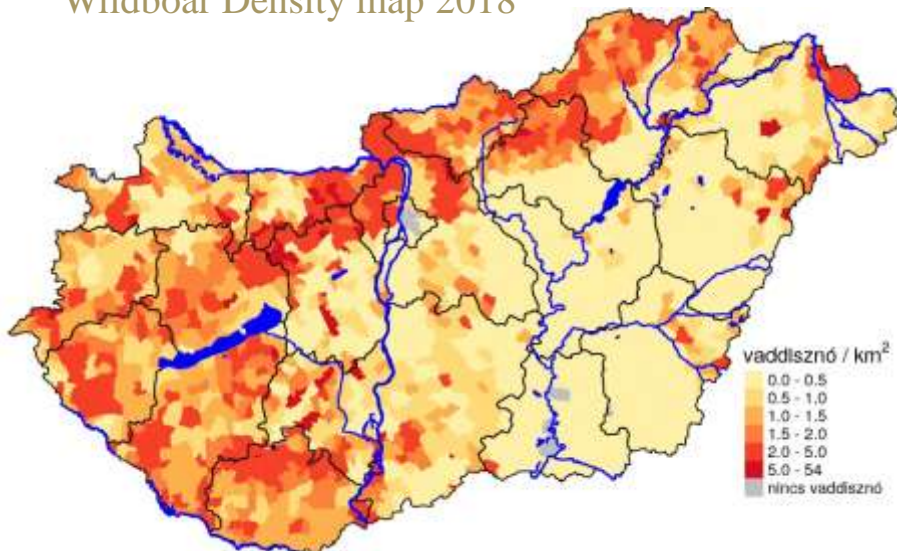 Wildboar Density map 2018
vaddisznó / km²
0.0 - 0.5
0.5 - 1.0
1.0 - 1.5
1.5 - 2.0
2.0 - 5.0
5.0 - 54
nincs vaddisznó